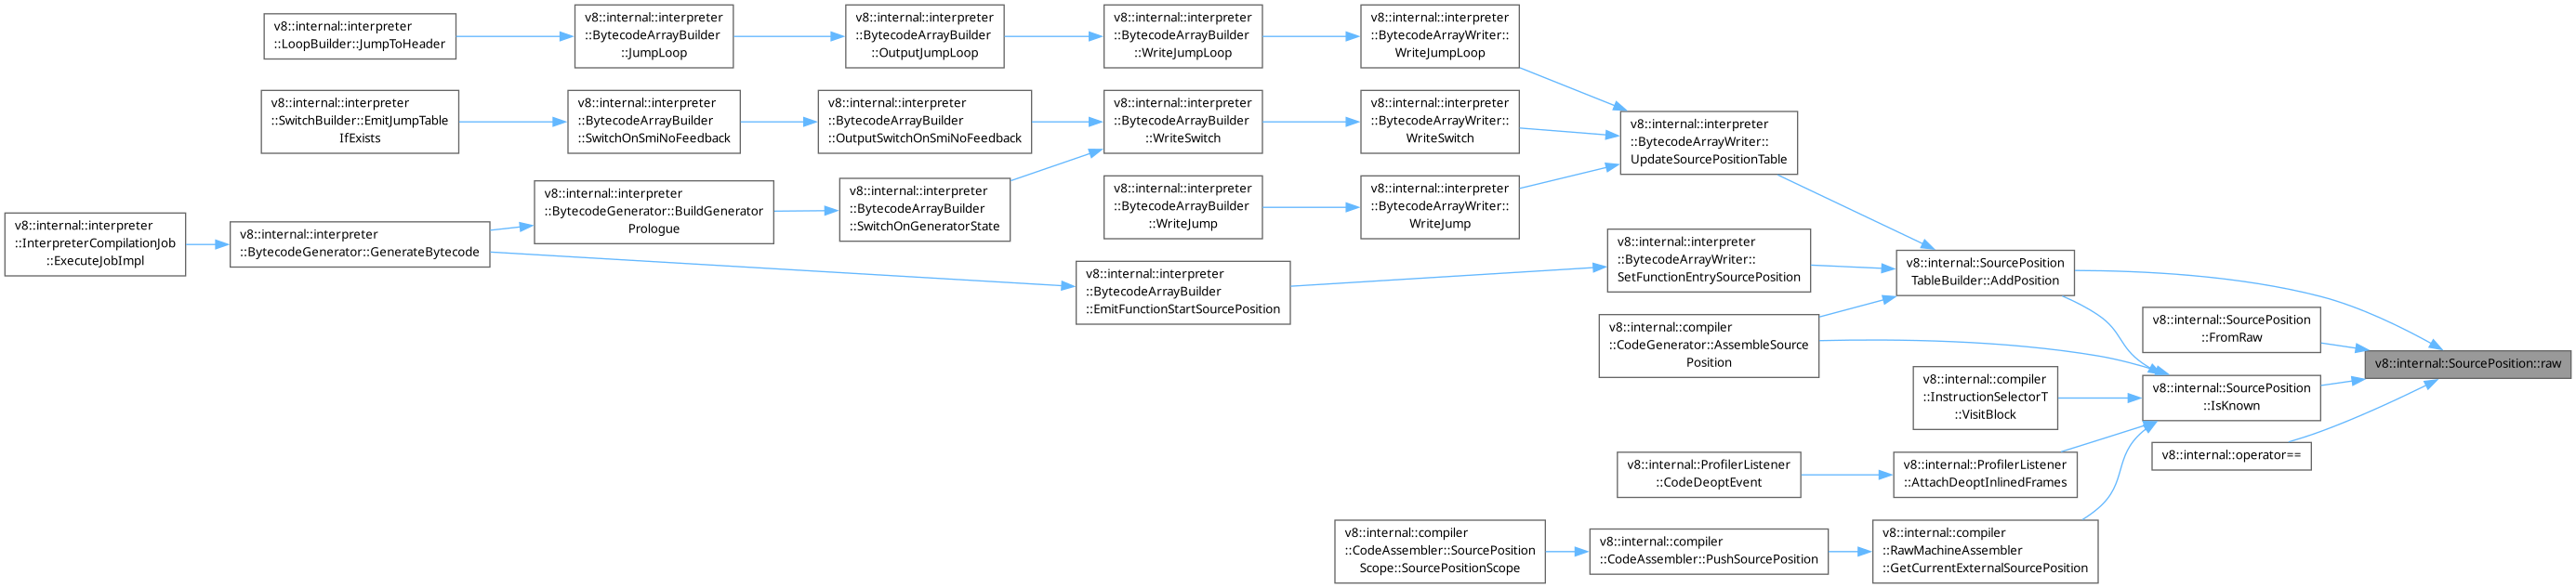 v8::internal::interpreter
::LoopBuilder::JumpToHeader
v8::internal::interpreter
::BytecodeArrayBuilder
::JumpLoop
v8::internal::interpreter
::BytecodeArrayBuilder
::OutputJumpLoop
v8::internal::interpreter
::BytecodeArrayBuilder
::WriteJumpLoop
v8::internal::interpreter
::BytecodeArrayWriter::
WriteJumpLoop
v8::internal::interpreter
::SwitchBuilder::EmitJumpTable
IfExists
v8::internal::interpreter
::BytecodeArrayBuilder
::SwitchOnSmiNoFeedback
v8::internal::interpreter
::BytecodeArrayBuilder
::OutputSwitchOnSmiNoFeedback
v8::internal::interpreter
::BytecodeArrayBuilder
::WriteSwitch
v8::internal::interpreter
::BytecodeArrayWriter::
WriteSwitch
v8::internal::interpreter
::BytecodeArrayWriter::
UpdateSourcePositionTable
v8::internal::interpreter
::InterpreterCompilationJob
::ExecuteJobImpl
v8::internal::interpreter
::BytecodeGenerator::GenerateBytecode
v8::internal::interpreter
::BytecodeGenerator::BuildGenerator
Prologue
v8::internal::interpreter
::BytecodeArrayBuilder
::SwitchOnGeneratorState
v8::internal::interpreter
::BytecodeArrayBuilder
::WriteJump
v8::internal::interpreter
::BytecodeArrayWriter::
WriteJump
v8::internal::interpreter
::BytecodeArrayBuilder
::EmitFunctionStartSourcePosition
v8::internal::interpreter
::BytecodeArrayWriter::
SetFunctionEntrySourcePosition
v8::internal::SourcePosition
TableBuilder::AddPosition
v8::internal::compiler
::CodeGenerator::AssembleSource
Position
v8::internal::SourcePosition
::FromRaw
v8::internal::SourcePosition::raw
v8::internal::compiler
::InstructionSelectorT
::VisitBlock
v8::internal::SourcePosition
::IsKnown
v8::internal::operator==
v8::internal::ProfilerListener
::CodeDeoptEvent
v8::internal::ProfilerListener
::AttachDeoptInlinedFrames
v8::internal::compiler
::CodeAssembler::SourcePosition
Scope::SourcePositionScope
v8::internal::compiler
::CodeAssembler::PushSourcePosition
v8::internal::compiler
::RawMachineAssembler
::GetCurrentExternalSourcePosition